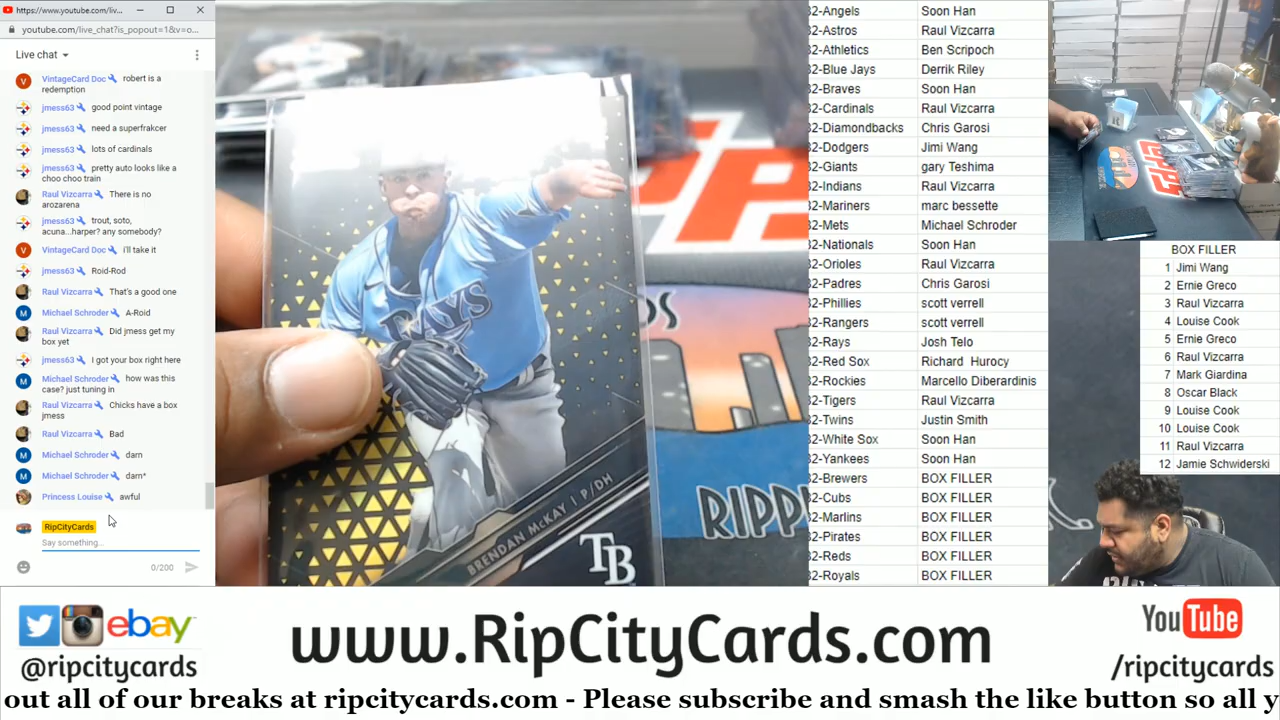 https://www.youtube.com/liv...
youtube.com/live_chat?is_popout=1&v=o...
Live chat
VintageCard Doc robert is a
redemption
jmess63 good point vintage
jmess63 need a superfrakcer
jmess63 lots of cardinals
jmess63 pretty auto looks like a
choo choo train
Raul Vizcarra There is no
arozarena
jmess63 trout, soto,
acuna...harper? any somebody?
VintageCard Doc i'll take it
jmess63 Roid-Rod
Raul Vizcarra That's a good one
Michael Schroder A-Roid
Raul Vizcarra Did jmess get my
box yet
jmess63 I got your box right here
Michael Schroder how was this
case? just tuning in
Raul Vizcarra Chicks have a box
jmess
Raul Vizcarra Bad
Michael Schroder darn
Michael Schroder darn*
Princess Louise awful
RipCityCards
Say something...
0/200
RAYS
BRENDAN McKAY | P/DH
TB
RIPP
32-Angels Soon Han
32-Astros Raul Vizcarra
32-Athletics Ben Scripoch
32-Blue Jays Derrik Riley
32-Braves Soon Han
32-Cardinals Raul Vizcarra
32-Diamondbacks Chris Garosi
32-Dodgers Jimi Wang
32-Giants gary Teshima
32-Indians Raul Vizcarra
32-Mariners marc bessette
32-Mets Michael Schroder
32-Nationals Soon Han
32-Orioles Raul Vizcarra
32-Padres Chris Garosi
32-Phillies scott verrell
32-Rangers scott verrell
32-Rays Josh Telo
32-Red Sox Richard Hurocy
32-Rockies Marcello Diberardinis
32-Tigers Raul Vizcarra
32-Twins Justin Smith
32-White Sox Soon Han
32-Yankees Soon Han
32-Brewers BOX FILLER
32-Cubs BOX FILLER
32-Marlins BOX FILLER
32-Pirates BOX FILLER
32-Reds BOX FILLER
32-Royals BOX FILLER
BOX FILLER
1 Jimi Wang
2 Ernie Greco
3 Raul Vizcarra
4 Louise Cook
5 Ernie Greco
6 Raul Vizcarra
7 Mark Giardina
8 Oscar Black
9 Louise Cook
10 Louise Cook
11 Raul Vizcarra
12 Jamie Schwiderski
ebay
@ripcitycards
www.RipCityCards.com
YouTube
/ripcitycards
out all of our breaks at ripcitycards.com - Please subscribe and smash the like button so all y